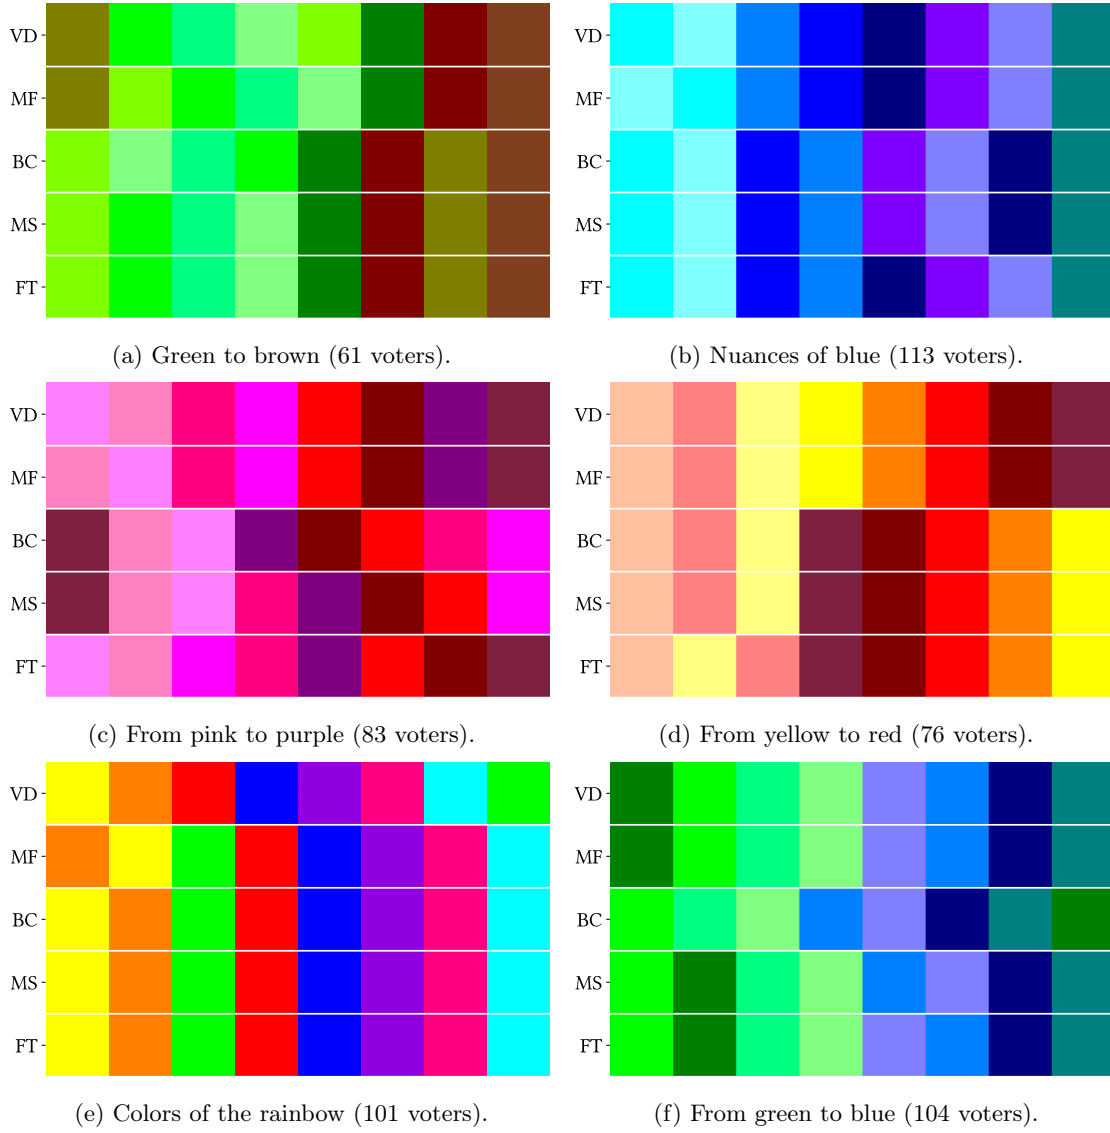 VD
MF
BC
MS
FT
(a) Green to brown (61 voters).
VD
MF
BC
MS
FT
(b) Nuances of blue (113 voters).
VD
MF
BC
MS
FT
(c) From pink to purple (83 voters).
VD
MF
BC
MS
FT
(d) From yellow to red (76 voters).
VD
MF
BC
MS
FT
(e) Colors of the rainbow (101 voters).
VD
MF
BC
MS
FT
(f) From green to blue (104 voters).